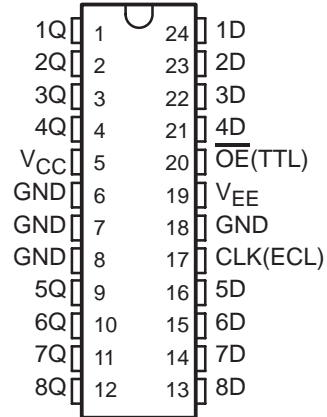 1Q 1 24 1D
2Q 2 23 2D
3Q 3 22 3D
4Q 4 21 4D
VCC 5 20 O̅E̅(TTL)
GND 6 19 VEE
GND 7 18 GND
GND 8 17 CLK(ECL)
5Q 9 16 5D
6Q 10 15 6D
7Q 11 14 7D
8Q 12 13 8D